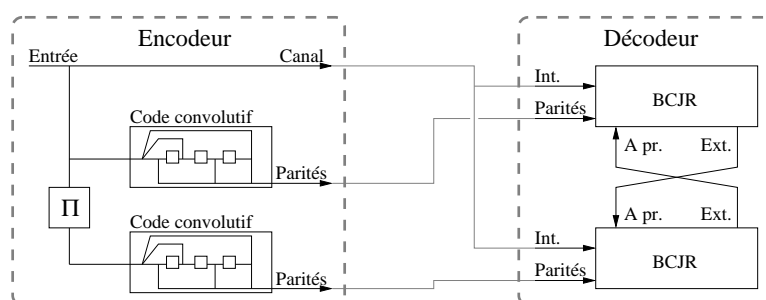 Encodeur
Décodeur
Entrée
Canal
Int.
BCJR
Parités
Code convolutif
A pr.
Ext.
Parités
Π
A pr.
Ext.
Code convolutif
Int.
BCJR
Parités
Parités